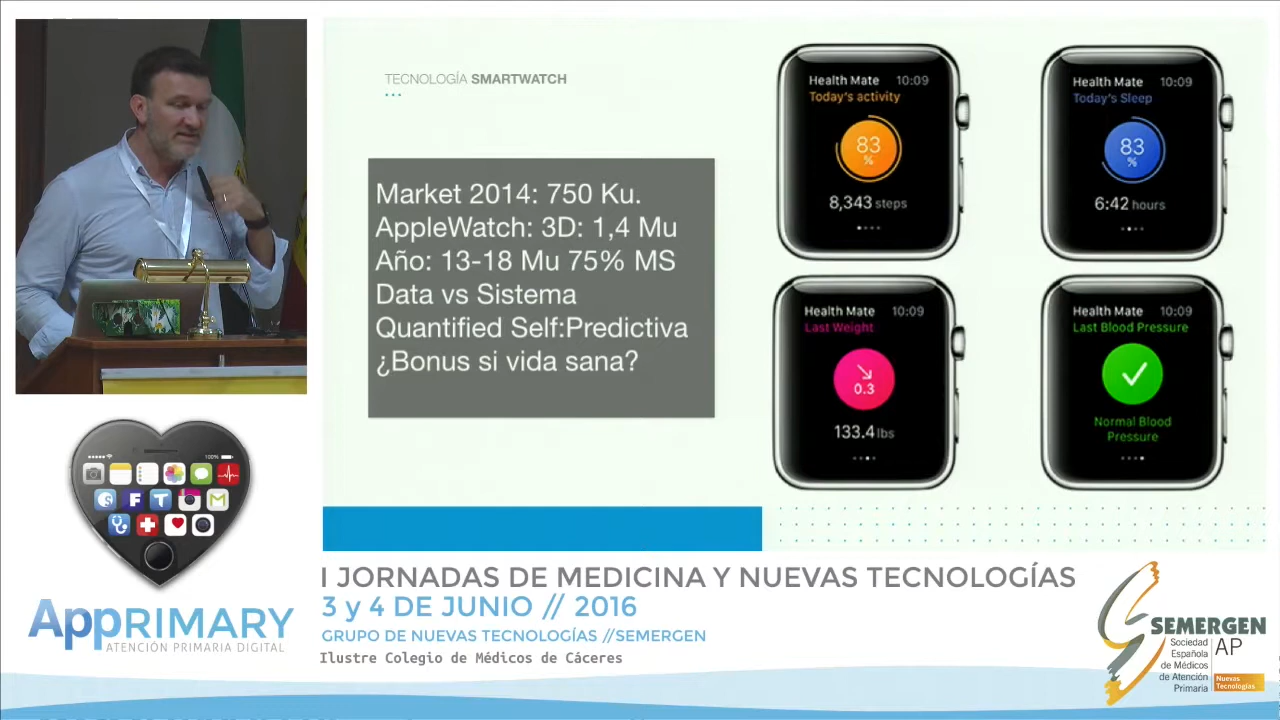 TECNOLOGÍA SMARTWATCH
Market 2014: 750 Ku.
AppleWatch: 3D: 1,4 Mu
Año: 13-18 Mu 75% MS
Data vs Sistema
Quantified Self:Predictiva
¿Bonus si vida sana?
Health Mate 10:09
Today's activity
83
%
8,343 steps
Health Mate 10:09
Today's Sleep
83
%
6:42 hours
Health Mate 10:09
Last Weight
0.3
133.4 lbs
Health Mate 10:09
Last Blood Pressure
Normal Blood
Pressure
100%
F
T
M
AppRIMARY
ATENCIÓN PRIMARIA DIGITAL
I JORNADAS DE MEDICINA Y NUEVAS TECNOLOGÍAS
3 y 4 DE JUNIO // 2016
GRUPO DE NUEVAS TECNOLOGÍAS //SEMERGEN
Ilustre Colegio de Médicos de Cáceres
SEMERGEN
Sociedad
Española
de Médicos
de Atención
Primaria
AP
Nuevas
Tecnologías